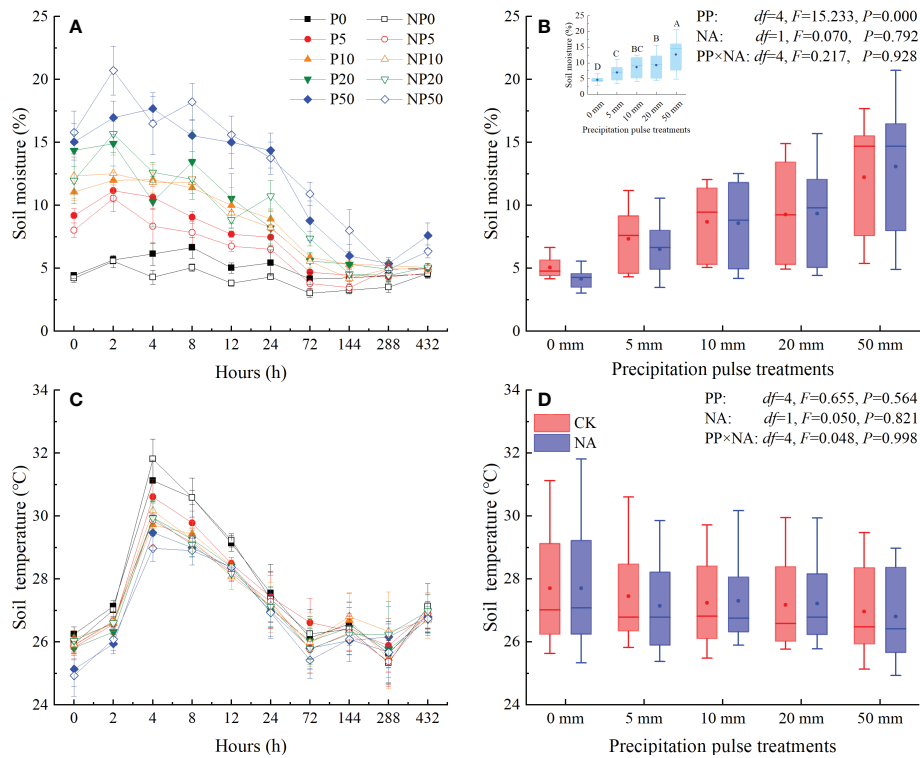 A
P0 NP0
P5 NP5
P10 NP10
P20 NP20
P50 NP50
Soil moisture (%)
25
20
15
10
5
0
0 2 4 8 12 24 72 144 288 432
Hours (h)
B
PP: df=4, F=15.233, P=0.000
NA: df=1, F=0.070, P=0.792
PP×NA: df=4, F=0.217, P=0.928
Soil moisture (%)
25
20
15
10
5
0
D C BC B A
0 mm 5 mm 10 mm 20 mm 50 mm
Precipitation pulse treatments
Soil moisture (%)
25
20
15
10
5
0
0 mm 5 mm 10 mm 20 mm 50 mm
Precipitation pulse treatments
C
Soil temperature (℃)
34
32
30
28
26
24
0 2 4 8 12 24 72 144 288 432
Hours (h)
D
PP: df=4, F=0.655, P=0.564
NA: df=1, F=0.050, P=0.821
PP×NA: df=4, F=0.048, P=0.998
CK
NA
Soil temperature (℃)
34
32
30
28
26
24
0 mm 5 mm 10 mm 20 mm 50 mm
Precipitation pulse treatments